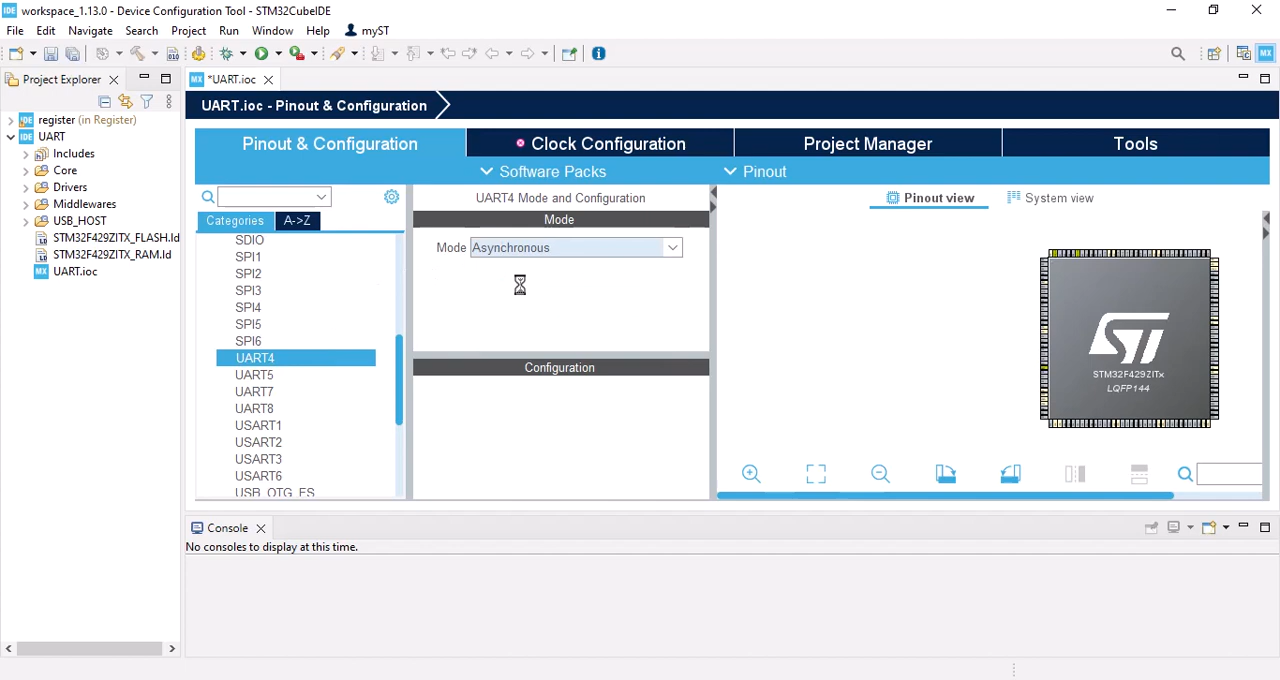 workspace_1.13.0 - Device Configuration Tool - STM32CubeIDE
File Edit Navigate Search Project Run Window Help myST
Project Explorer
*UART.ioc
register (in Register)
UART
Includes
Core
Drivers
Middlewares
USB_HOST
STM32F429ZITX_FLASH.ld
STM32F429ZITX_RAM.ld
UART.ioc
UART.ioc - Pinout & Configuration
Pinout & Configuration
Clock Configuration
Project Manager
Tools
Software Packs
Pinout
Categories
A->Z
SDIO
SPI1
SPI2
SPI3
SPI4
SPI5
SPI6
UART4
UART5
UART7
UART8
USART1
USART2
USART3
USART6
USB_OTG_FS
UART4 Mode and Configuration
Mode
Mode Asynchronous
Configuration
Pinout view
System view
STM32F429ZITx
LQFP144
Console
No consoles to display at this time.